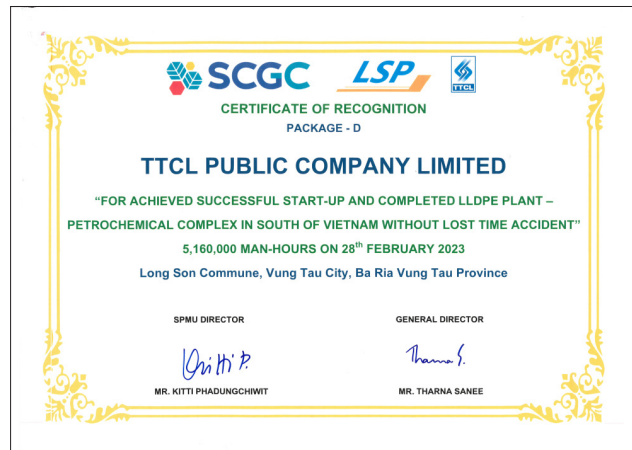 SCGC LSP TTCL
CERTIFICATE OF RECOGNITION
PACKAGE - D
TTCL PUBLIC COMPANY LIMITED
“FOR ACHIEVED SUCCESSFUL START-UP AND COMPLETED LLDPE PLANT –
PETROCHEMICAL COMPLEX IN SOUTH OF VIETNAM WITHOUT LOST TIME ACCIDENT”
5,160,000 MAN-HOURS ON 28th FEBRUARY 2023
Long Son Commune, Vung Tau City, Ba Ria Vung Tau Province
SPMU DIRECTOR GENERAL DIRECTOR
Kitti P. Tharna S.
MR. KITTI PHADUNGCHIWIT MR. THARNA SANEE